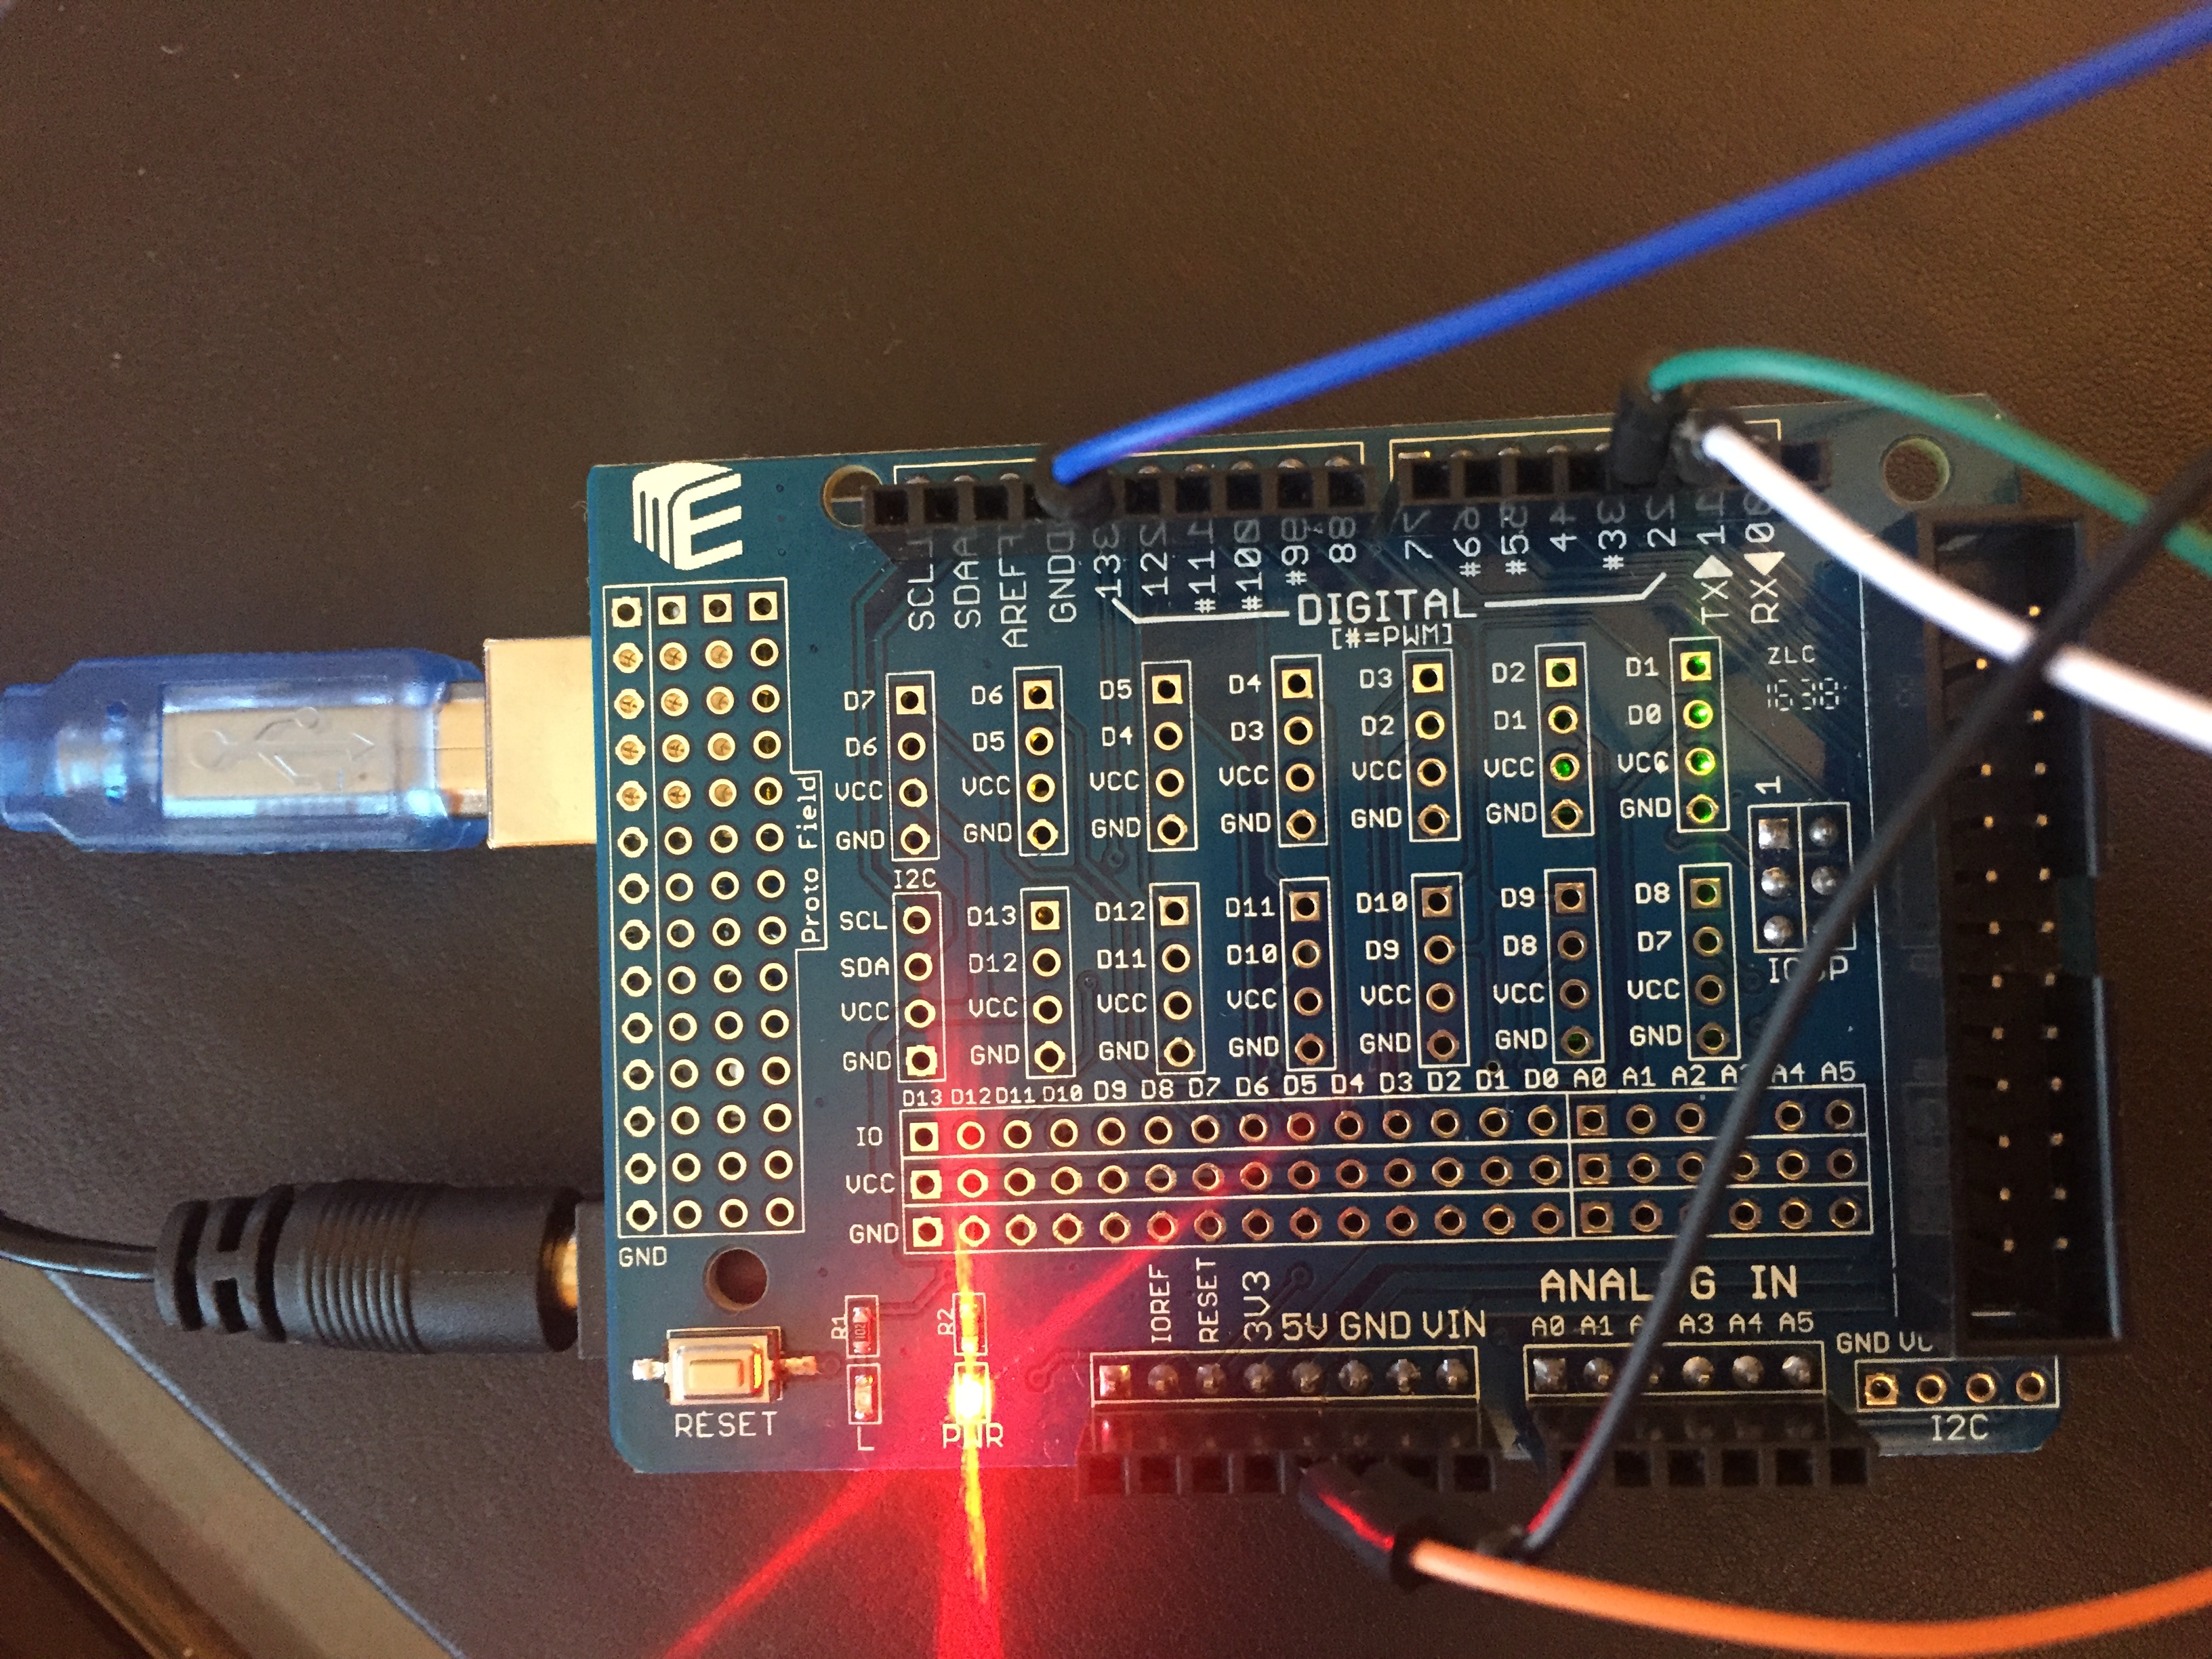 GND
RESET
Proto Field
L
R1
PWR
R2
GND VCC IO
GND VCC SDA SCL
I2C
GND VCC D6 D7
D13
D12
D11
D10
D9
D8
D7
D6
D5
D4
D3
D2
D1
D0
A0
A1
A2
A4
A5
GND VCC D12 D13
GND VCC D5 D6
GND VCC D11 D12
GND VCC D4 D5
GND VCC D10 D11
GND VCC D3 D4
GND VCC D9 D10
GND VCC D2 D3
GND VCC D8 D9
GND VCC D1 D2
GND VCC D7 D8
GND VCC D0 D1
SCL
SDA
AREF
GND
13
12
#11
#10
#9
8
DIGITAL
[#=PWM]
7
#6
#5
4
#3
2
TX▶1
RX◀0
IOREF
RESET
3V3
5V
GND
VIN
ANALOG IN
A0
A1
A3
A4
A5
1
ZLC
GND
I2C